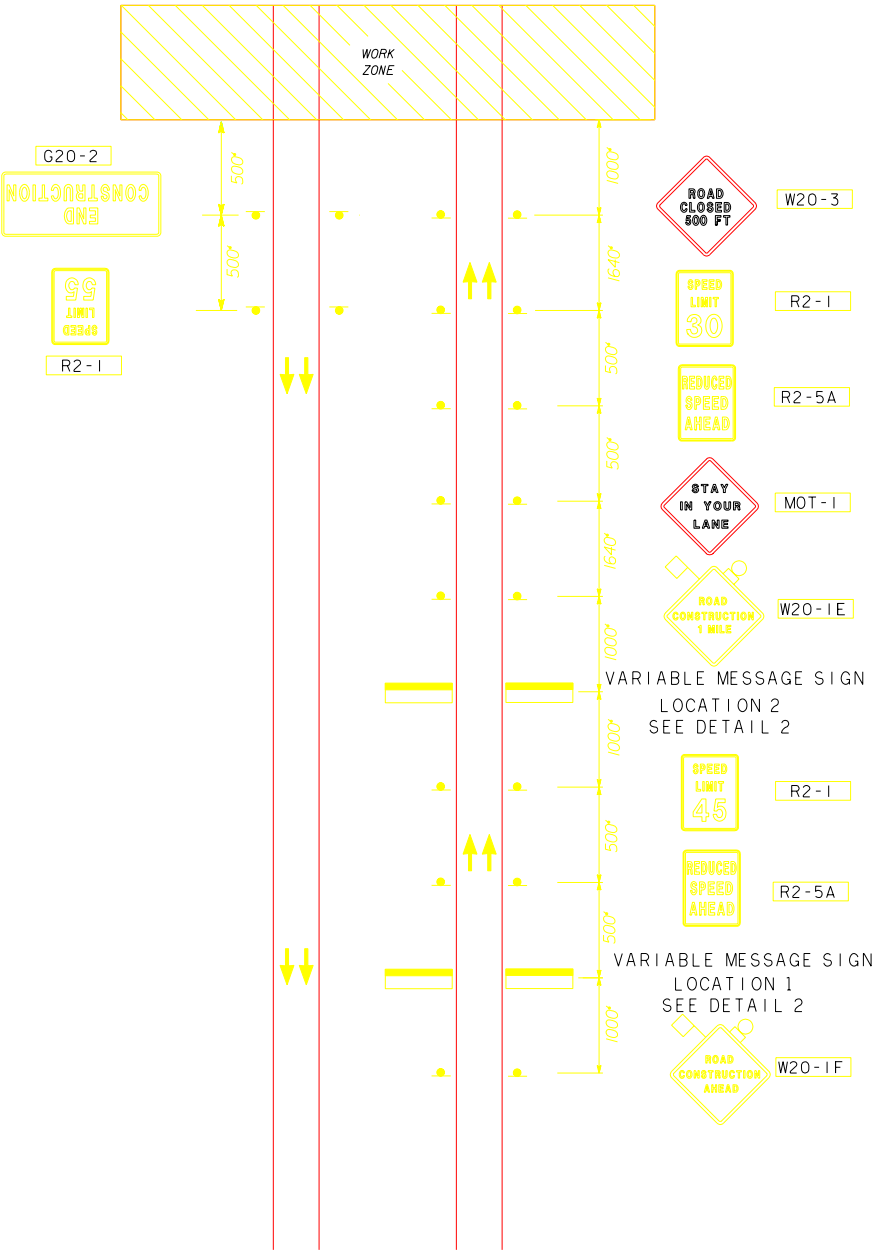 WORK
ZONE
G20-2
END
CONSTRUCTION
500'
1000'
ROAD
CLOSED
500 FT
W20-3
500'
1640'
SPEED
LIMIT
55
R2-1
SPEED
LIMIT
30
R2-1
500'
REDUCED
SPEED
AHEAD
R2-5A
500'
STAY
IN YOUR
LANE
MOT-1
1640'
ROAD
CONSTRUCTION
1 MILE
W20-1E
1000'
VARIABLE MESSAGE SIGN
LOCATION 2
SEE DETAIL 2
1000'
SPEED
LIMIT
45
R2-1
500'
REDUCED
SPEED
AHEAD
R2-5A
500'
VARIABLE MESSAGE SIGN
LOCATION 1
SEE DETAIL 2
1000'
ROAD
CONSTRUCTION
AHEAD
W20-1F